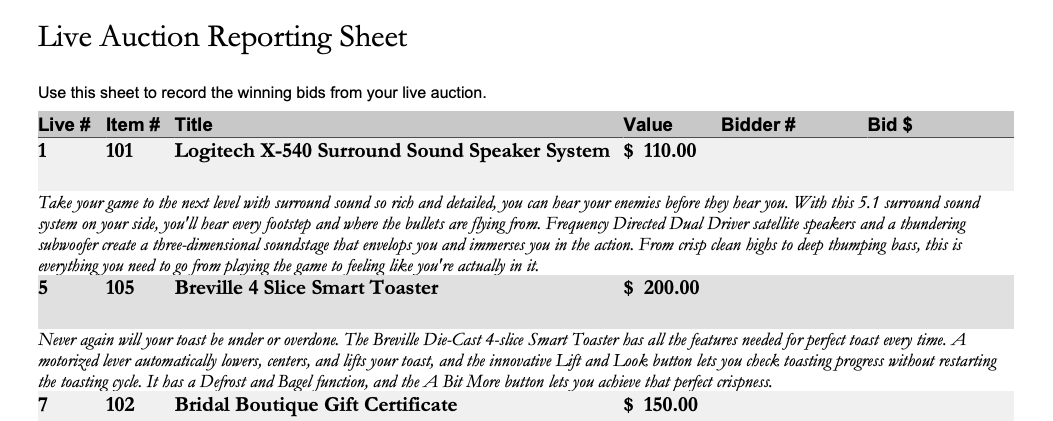 Live Auction Reporting Sheet
Use this sheet to record the winning bids from your live auction.
Live # Item # Title Value Bidder # Bid $
1 101 Logitech X-540 Surround Sound Speaker System $ 110.00
Take your game to the next level with surround sound so rich and detailed, you can hear your enemies before they hear you. With this 5.1 surround sound
system on your side, you'll hear every footstep and where the bullets are flying from. Frequency Directed Dual Driver satellite speakers and a thundering
subwoofer create a three-dimensional soundstage that envelops you and immerses you in the action. From crisp clean highs to deep thumping bass, this is
everything you need to go from playing the game to feeling like you're actually in it.
5 105 Breville 4 Slice Smart Toaster $ 200.00
Never again will your toast be under or overdone. The Breville Die-Cast 4-slice Smart Toaster has all the features needed for perfect toast every time. A
motorized lever automatically lowers, centers, and lifts your toast, and the innovative Lift and Look button lets you check toasting progress without restarting
the toasting cycle. It has a Defrost and Bagel function, and the A Bit More button lets you achieve that perfect crispness.
7 102 Bridal Boutique Gift Certificate $ 150.00